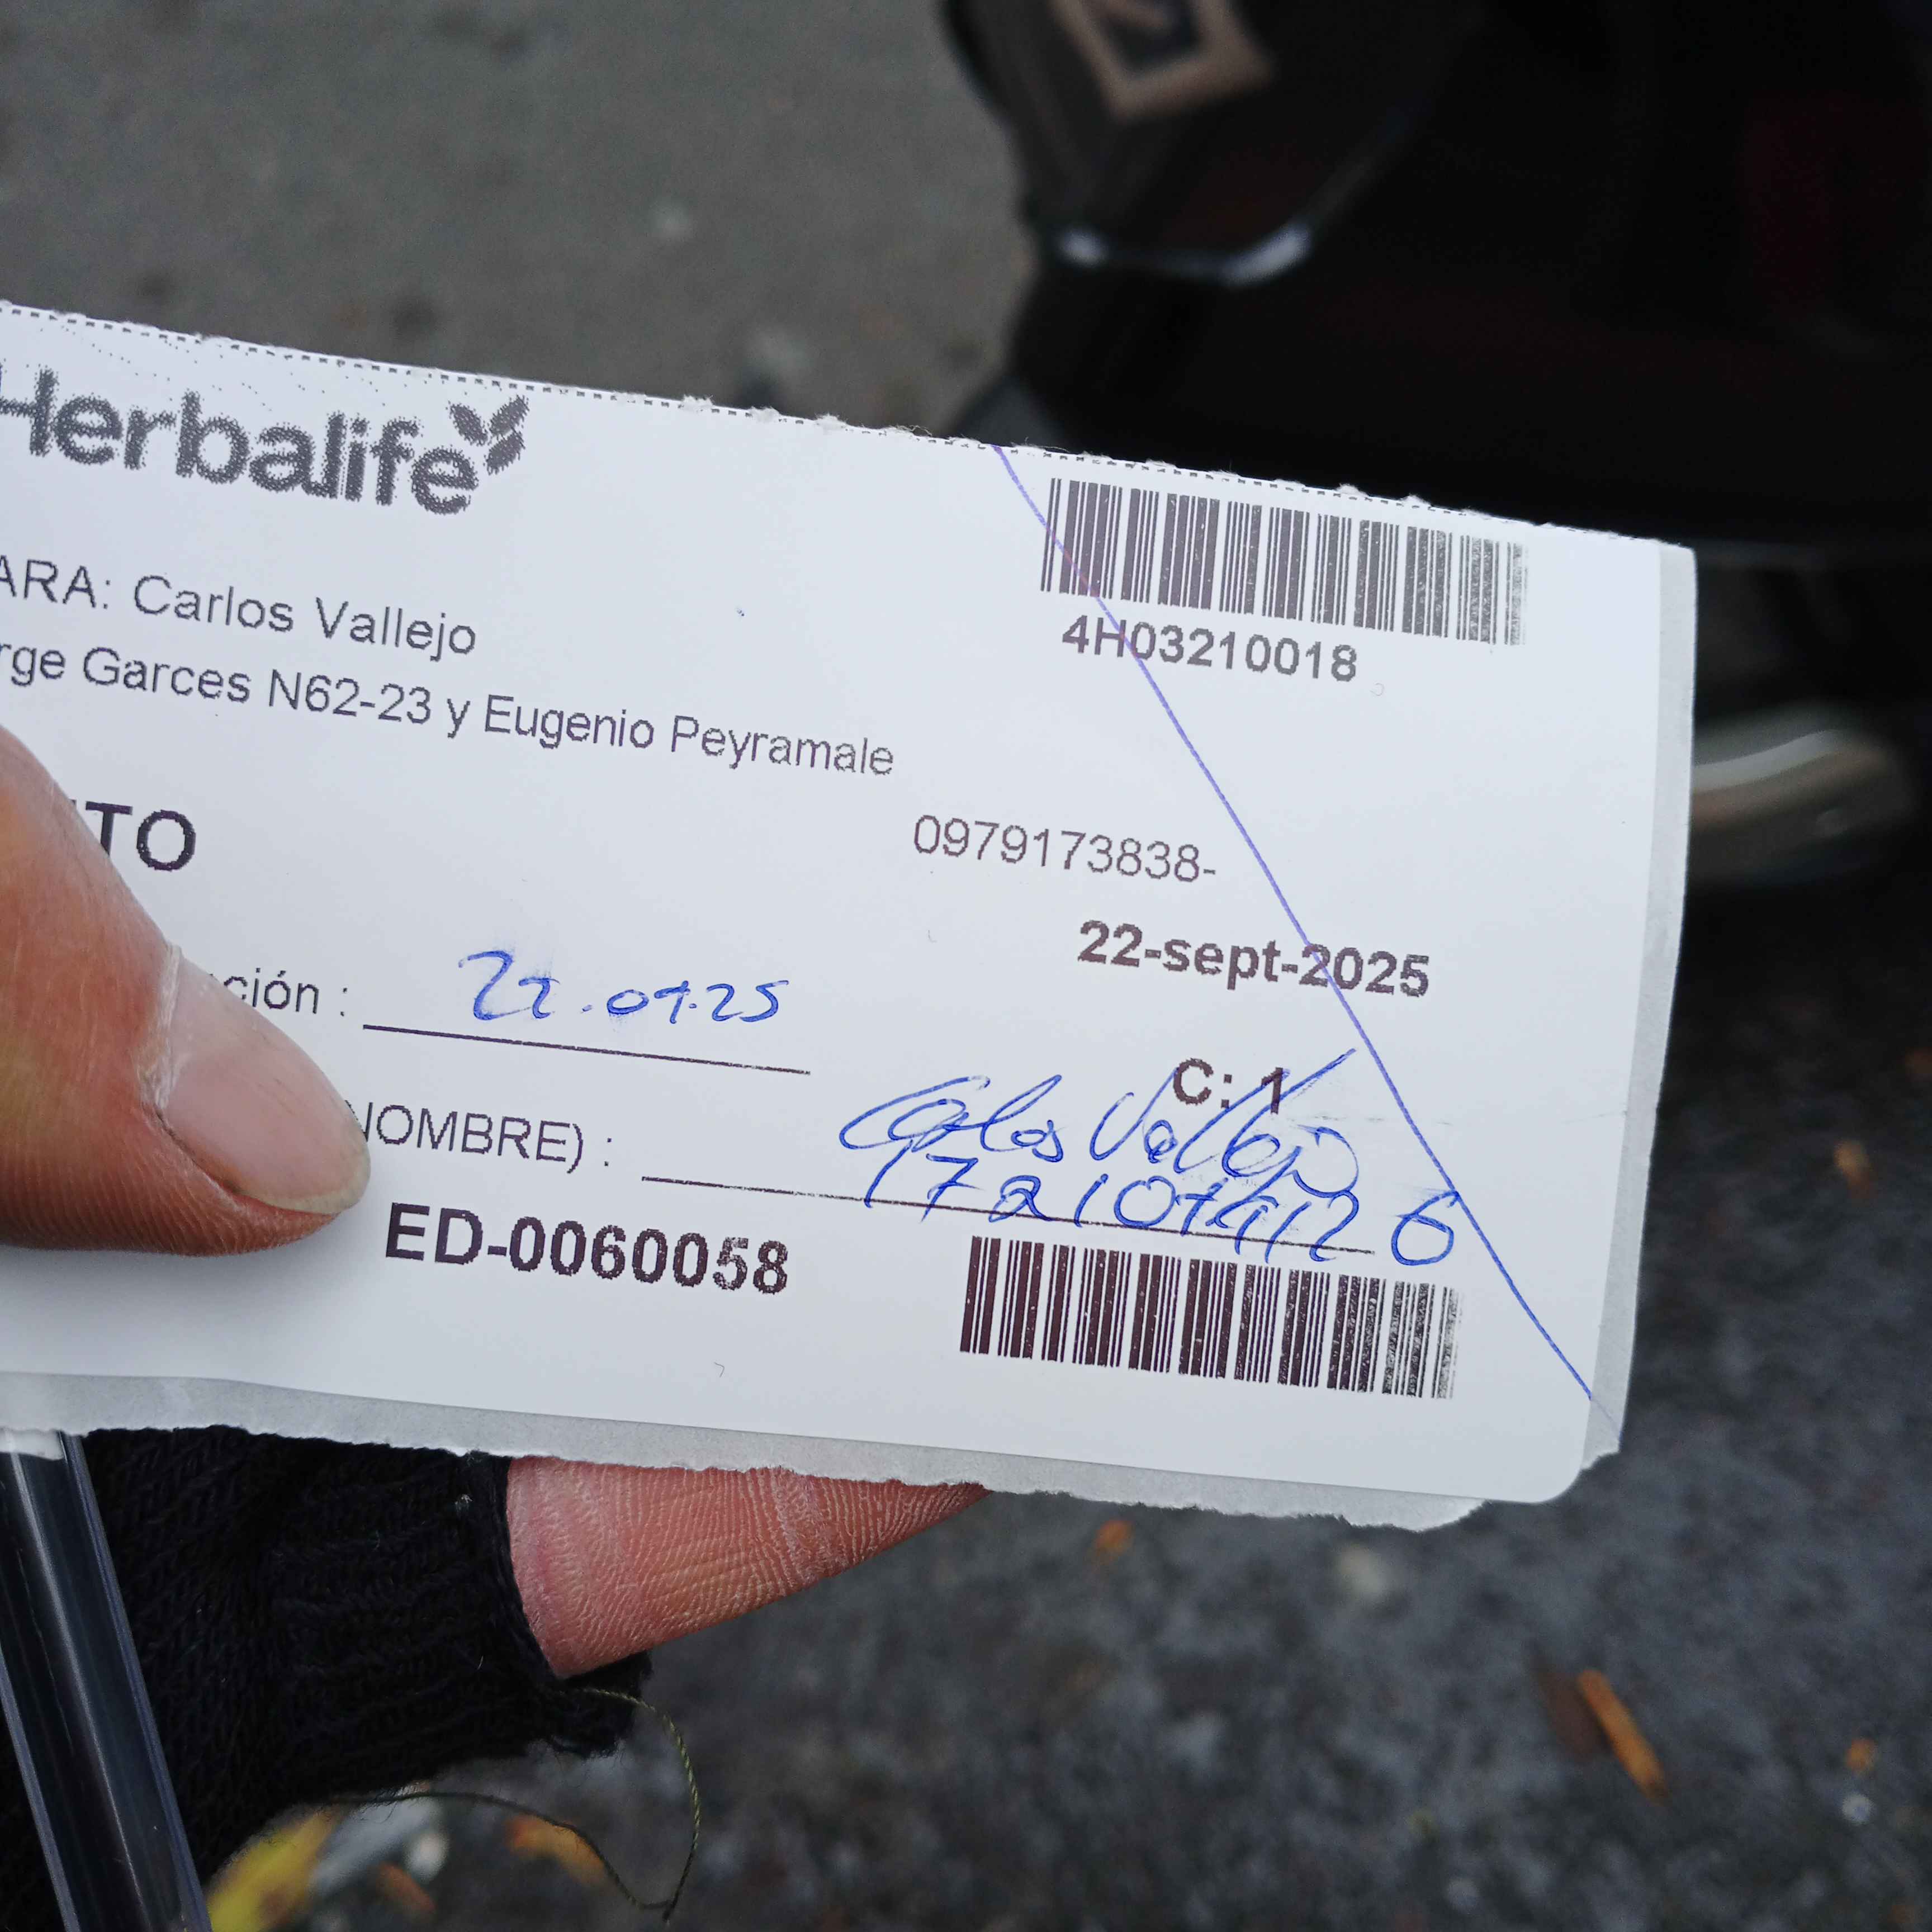 Herbalife
4H03210018
ARA: Carlos Vallejo
rge Garces N62-23 y Eugenio Peyramale
TO
0979173838-
22-sept-2025
ción : 22.09.25
C: 1
NOMBRE) : Carlos Vallejo
ED-0060058